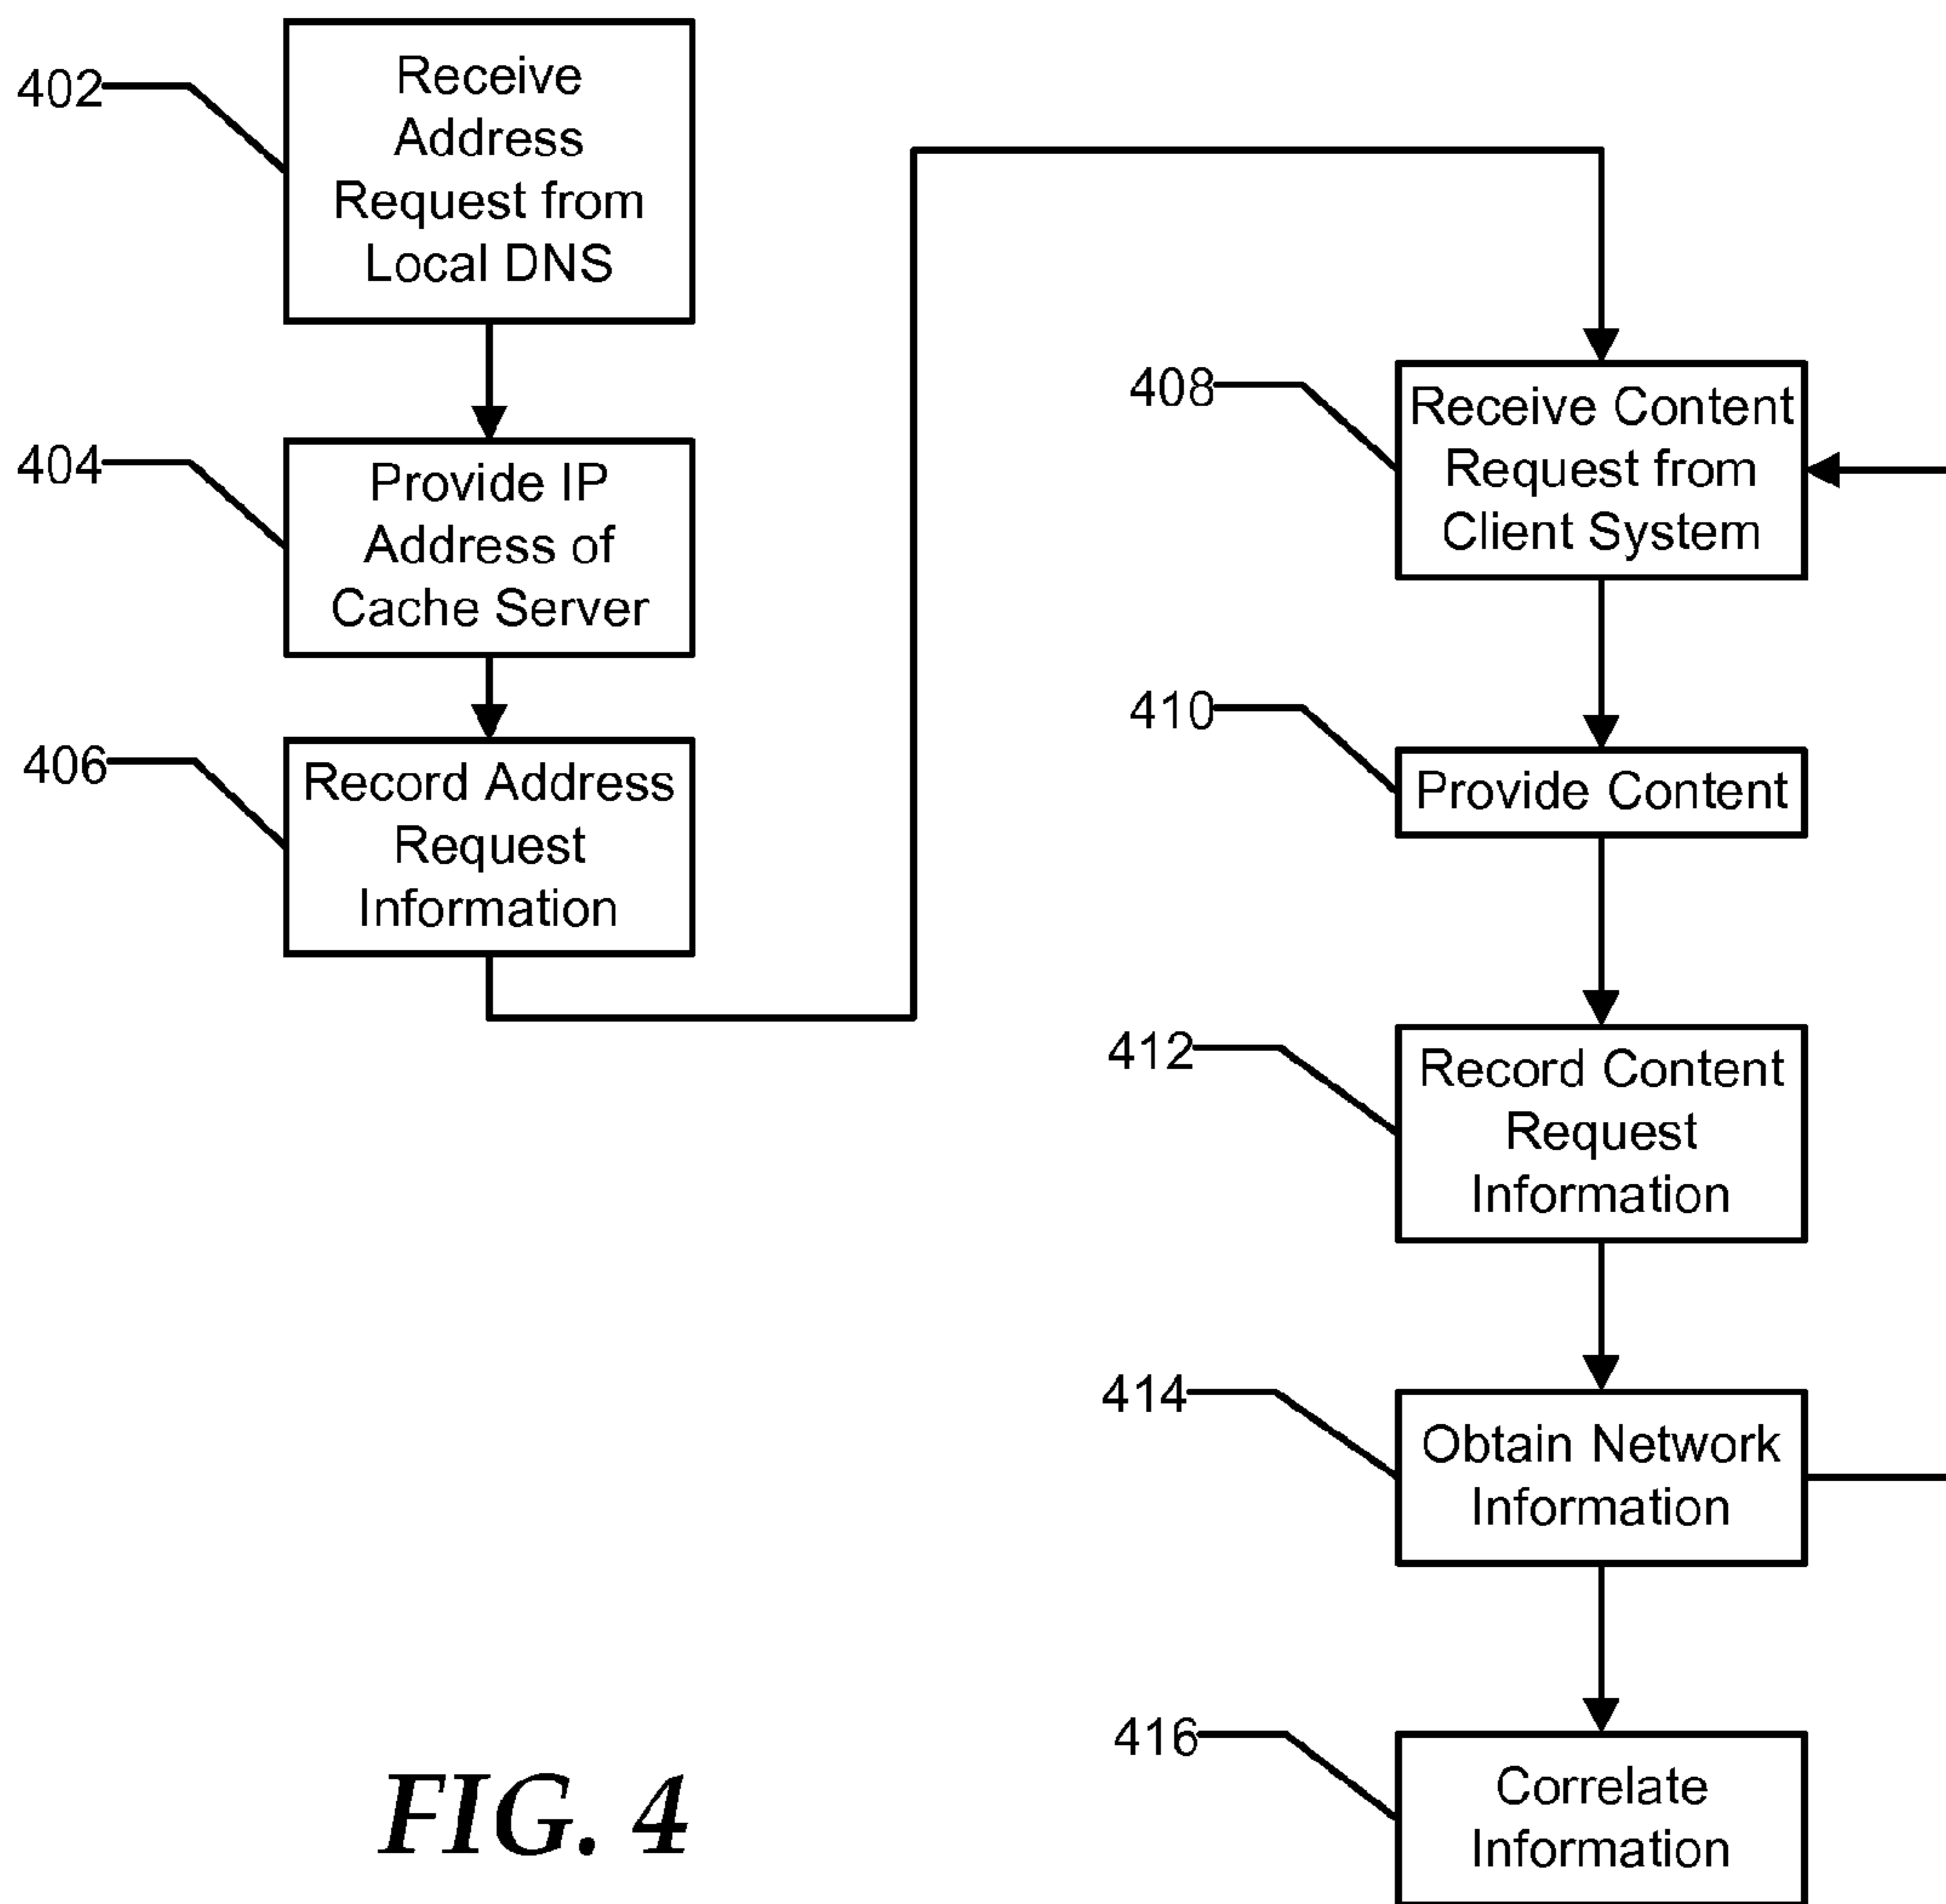 402
Receive
Address
Request from
Local DNS
404
Provide IP
Address of
Cache Server
406
Record Address
Request
Information
408
Receive Content
Request from
Client System
410
Provide Content
412
Record Content
Request
Information
414
Obtain Network
Information
416
Correlate
Information
FIG. 4